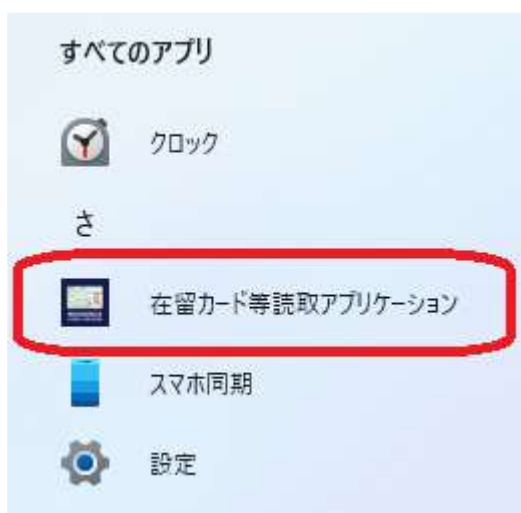 すべてのアプリ
クロック
さ
在留カード等読取アプリケーション
スマホ同期
設定